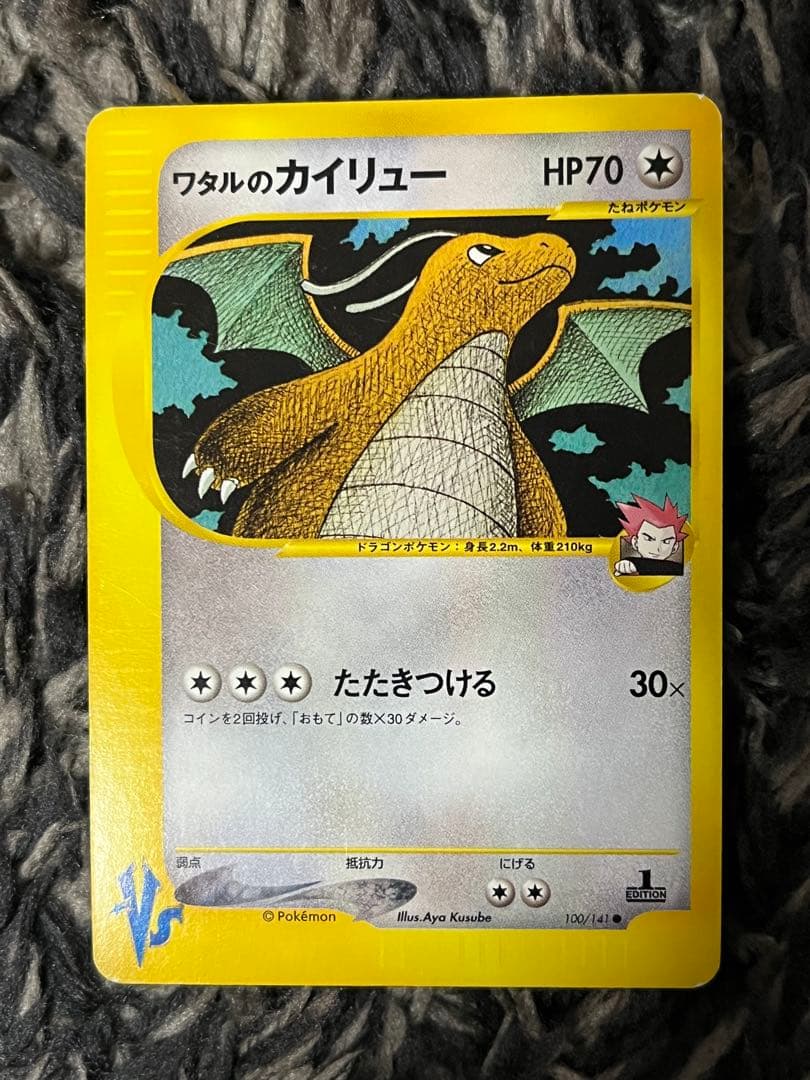 ワタルのカイリュー HP70
たねポケモン
ドラゴンポケモン：身長2.2m、体重210kg
たたきつける 30×
コインを2回投げ、「おもて」の数×30ダメージ。
弱点 抵抗力 にげる
1
EDITION
VS
© Pokémon Illus.Aya Kusube 100/141●